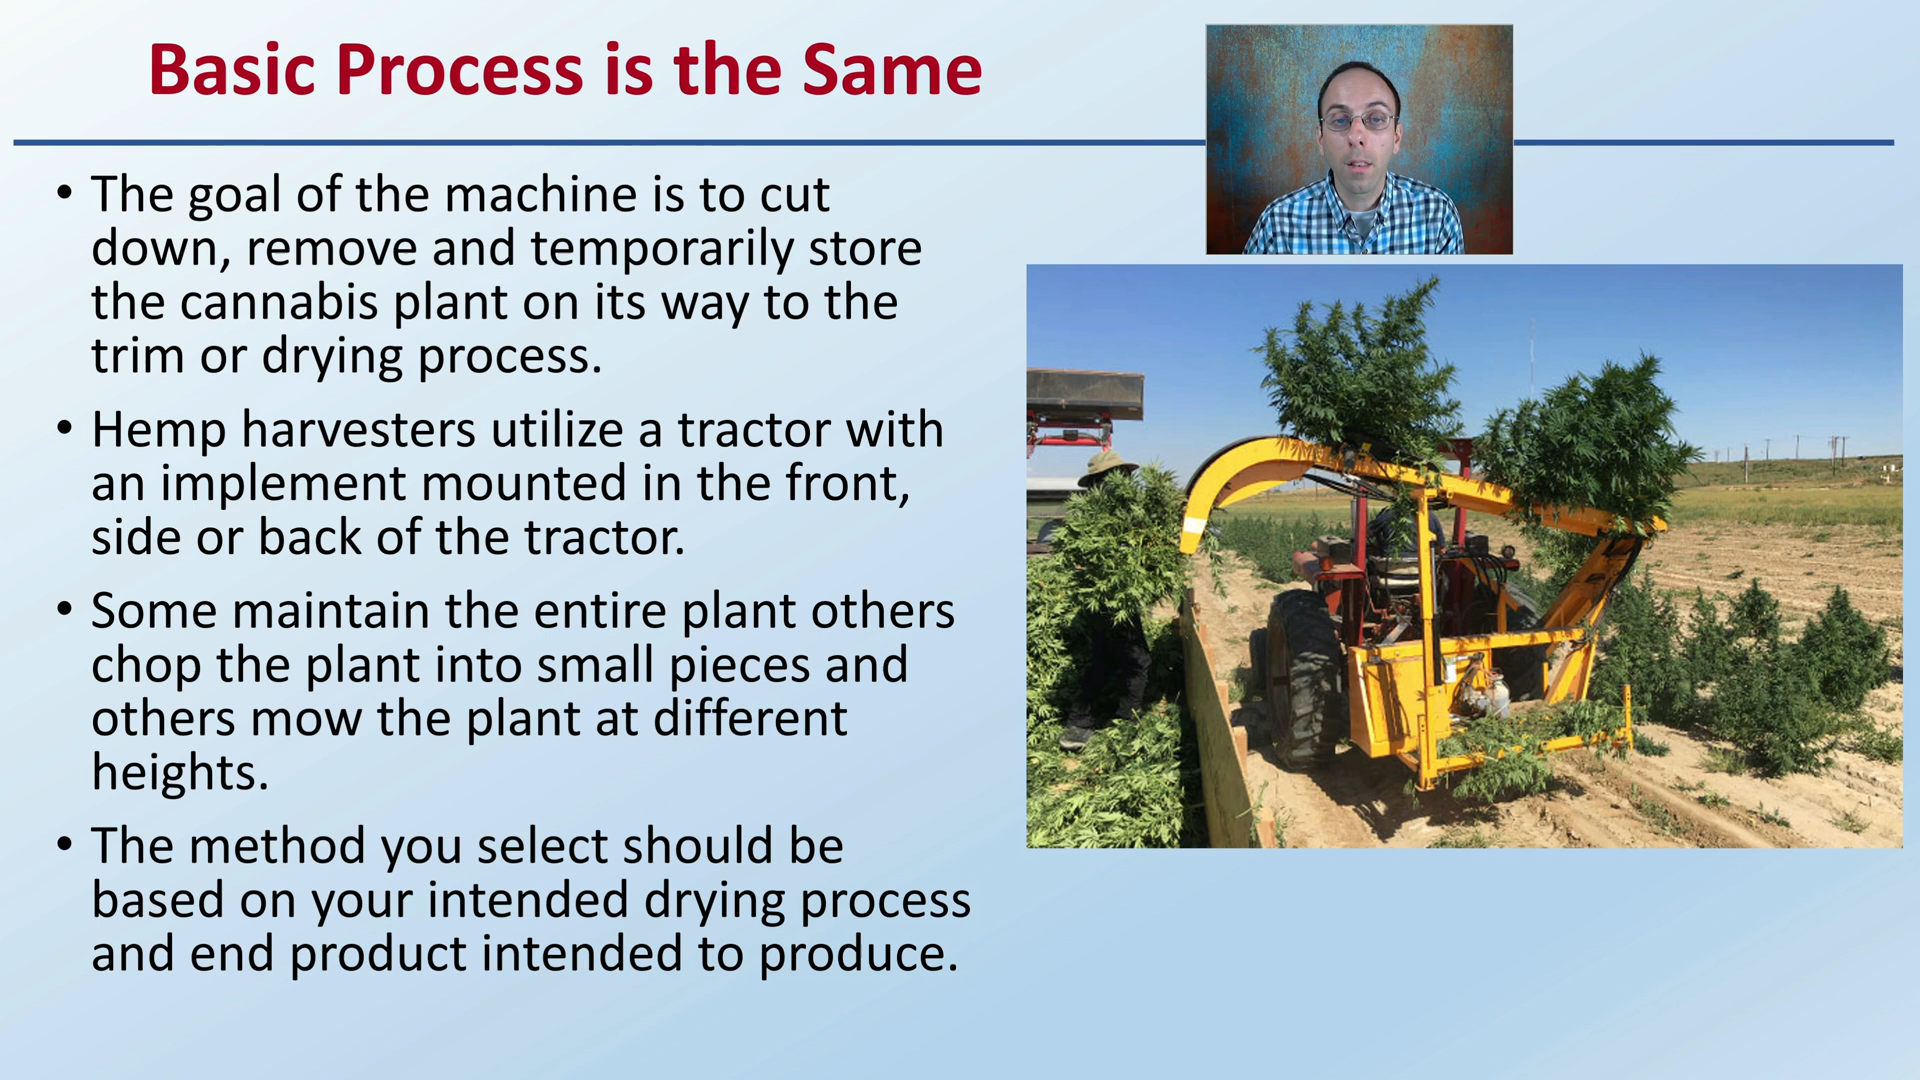 Basic Process is the Same
• The goal of the machine is to cut
down, remove and temporarily store
the cannabis plant on its way to the
trim or drying process.
• Hemp harvesters utilize a tractor with
an implement mounted in the front,
side or back of the tractor.
• Some maintain the entire plant others
chop the plant into small pieces and
others mow the plant at different
heights.
• The method you select should be
based on your intended drying process
and end product intended to produce.